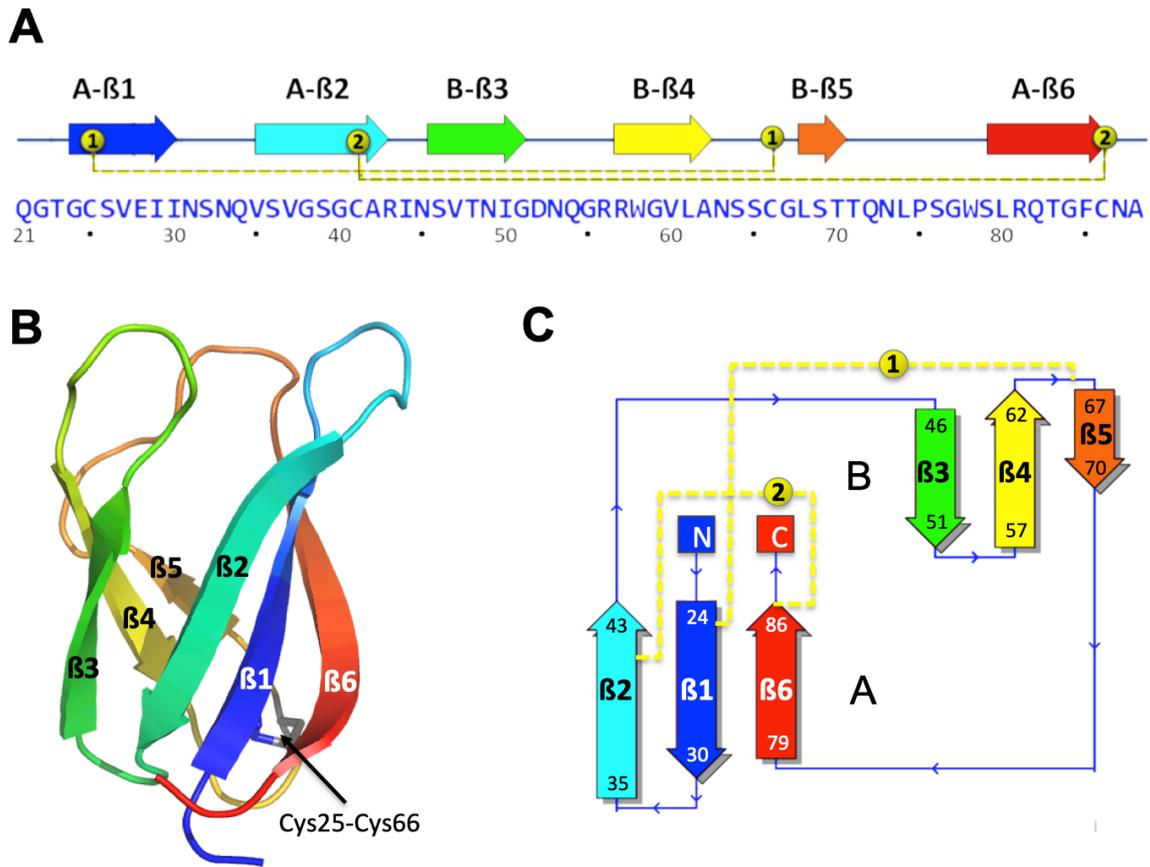 A
A-ß1 A-ß2 B-ß3 B-ß4 B-ß5 A-ß6
1 2 1 2
QGTGCSVEIINSNQVSVGSGCARINSVTNIGDNQGRRWGVLANSSCGLSTTQNLPSGWSLRQTGFCNA
21 • 30 • 40 • 50 • 60 • 70 • 80 •
B
ß5 ß2
ß4
ß3
ß1 ß6
Cys25-Cys66
C
1
67
46 62 ß5
B ß3 ß4 70
2
51 57
N C
43 24 86
ß2 ß1 ß6 A
30 79
35